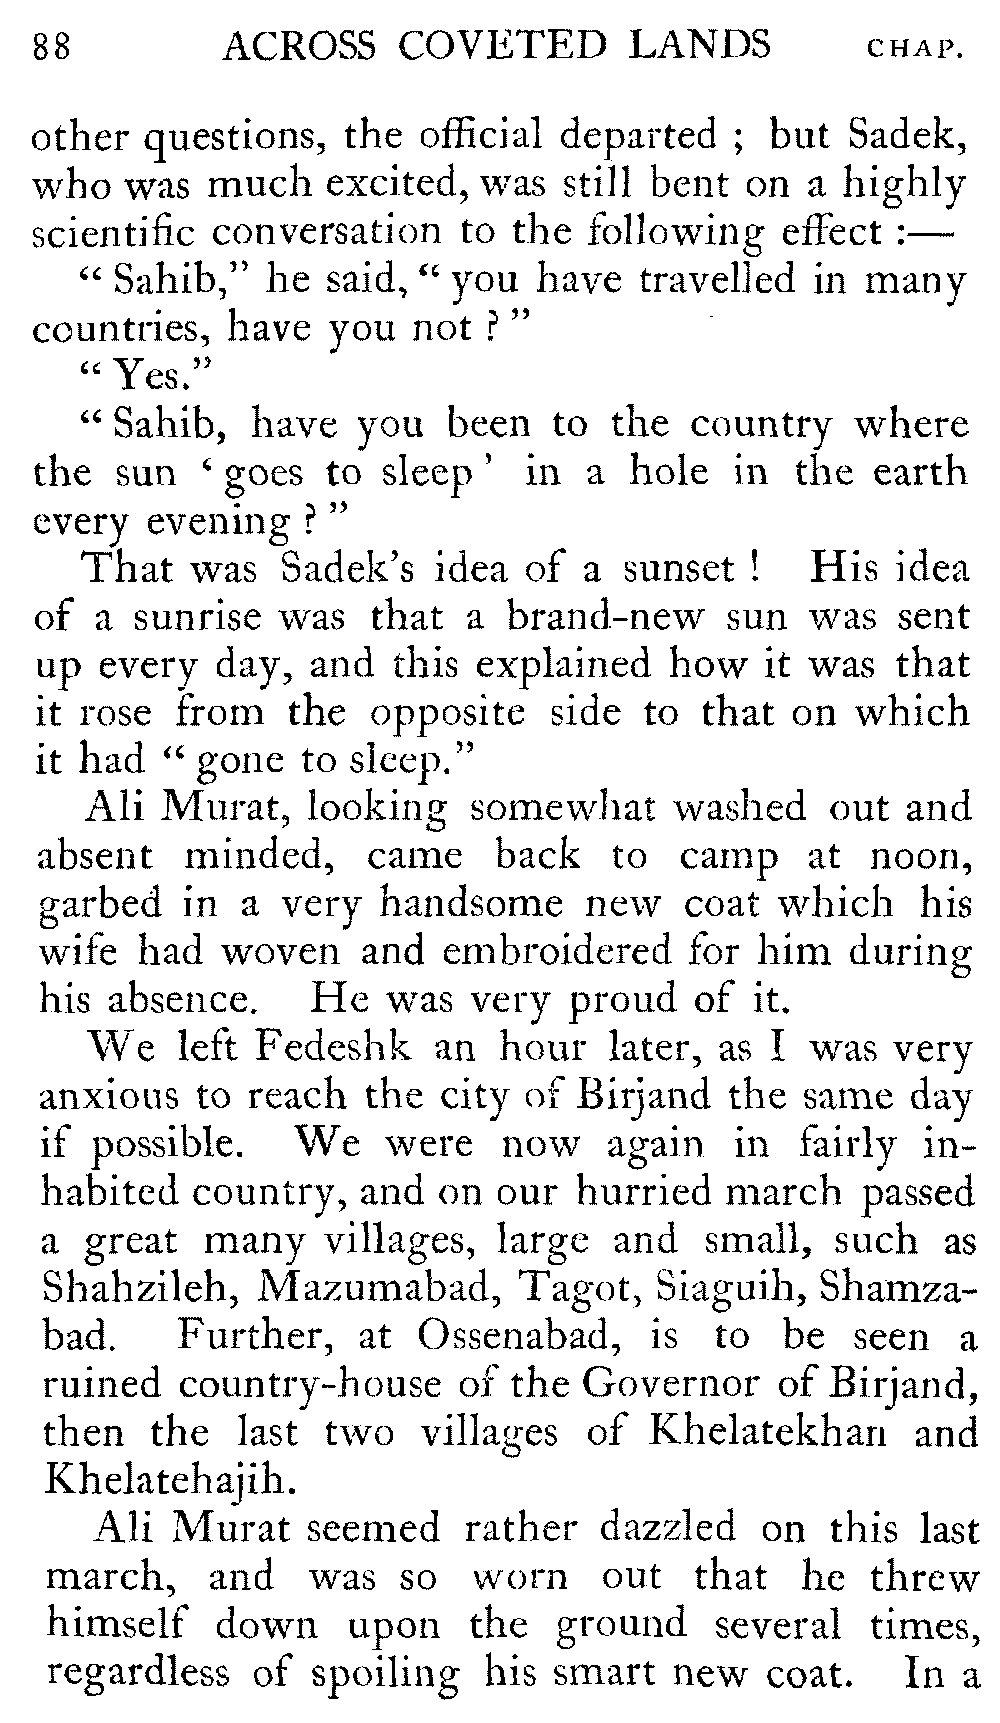 88 ACROSS COVETED LANDS CHAP.
other questions, the official departed ; but Sadek,
who was much excited, was still bent on a highly
scientific conversation to the following effect :—
“ Sahib,” he said, “ you have travelled in many
countries, have you not ? ”
“ Yes.”
“ Sahib, have you been to the country where
the sun ‘ goes to sleep ’ in a hole in the earth
every evening ? ”
That was Sadek’s idea of a sunset ! His idea
of a sunrise was that a brand-new sun was sent
up every day, and this explained how it was that
it rose from the opposite side to that on which
it had “ gone to sleep.”
Ali Murat, looking somewhat washed out and
absent minded, came back to camp at noon,
garbed in a very handsome new coat which his
wife had woven and embroidered for him during
his absence. He was very proud of it.
We left Fedeshk an hour later, as I was very
anxious to reach the city of Birjand the same day
if possible. We were now again in fairly in-
habited country, and on our hurried march passed
a great many villages, large and small, such as
Shahzileh, Mazumabad, Tagot, Siaguih, Shamza-
bad. Further, at Ossenabad, is to be seen a
ruined country-house of the Governor of Birjand,
then the last two villages of Khelatekhan and
Khelatehajih.
Ali Murat seemed rather dazzled on this last
march, and was so worn out that he threw
himself down upon the ground several times,
regardless of spoiling his smart new coat. In a